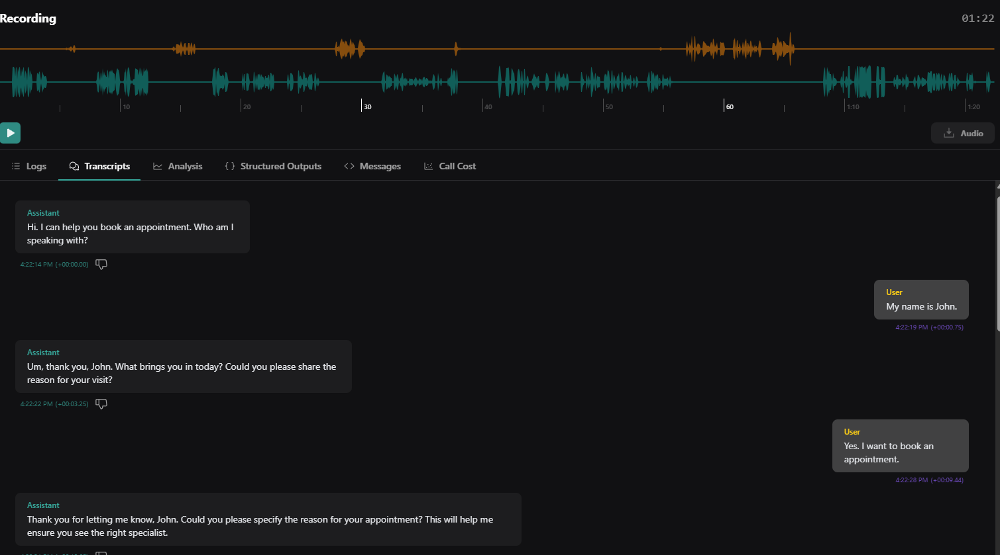 Recording
01:22
10
20
30
40
50
60
1:10
1:20
Audio
Logs
Transcripts
Analysis
Structured Outputs
Messages
Call Cost
Assistant
Hi. I can help you book an appointment. Who am I
speaking with?
4:22:14 PM (+00:00.00)
User
My name is John.
4:22:19 PM (+00:00.75)
Assistant
Um, thank you, John. What brings you in today? Could you please share the
reason for your visit?
4:22:22 PM (+00:03.25)
User
Yes. I want to book an
appointment.
4:22:28 PM (+00:09.44)
Assistant
Thank you for letting me know, John. Could you please specify the reason for your appointment? This will help me
ensure you see the right specialist.